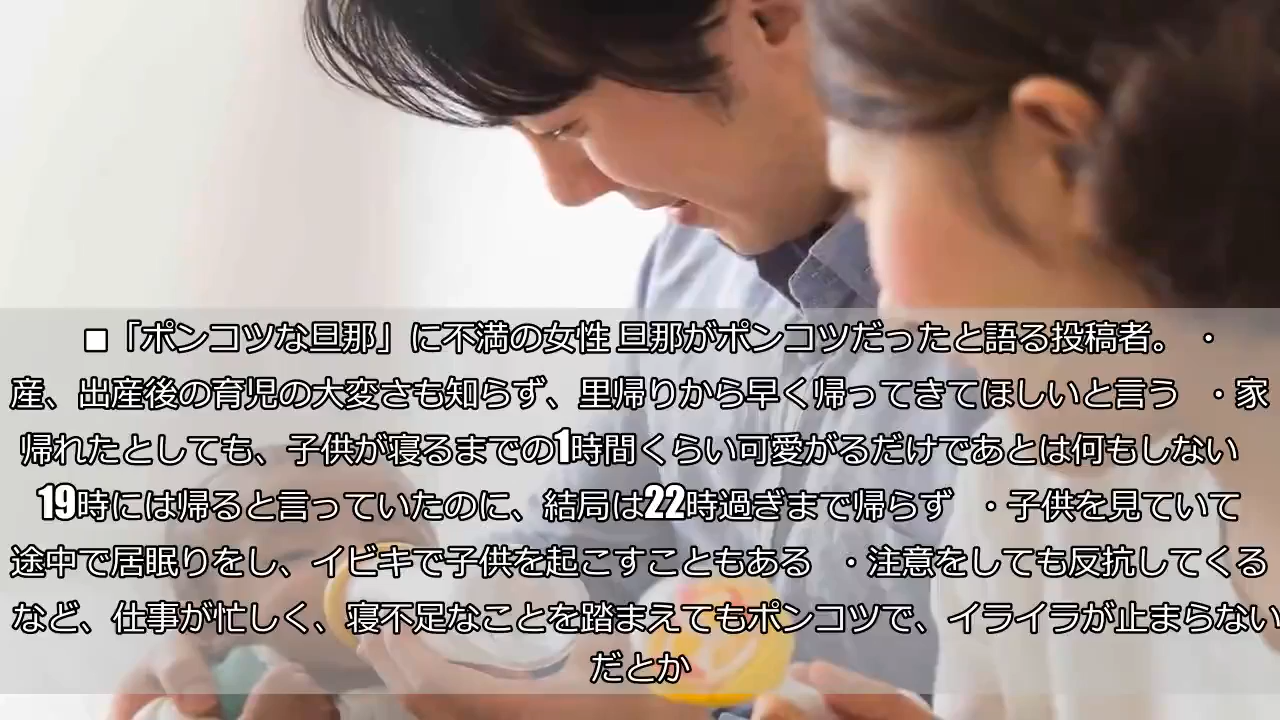 ■「ポンコツな旦那」に不満の女性 旦那がポンコツだったと語る投稿者。 ・
産、出産後の育児の大変さも知らず、里帰りから早く帰ってきてほしいと言う ・家
帰れたとしても、子供が寝るまでの1時間くらい可愛がるだけであとは何もしない
19時には帰ると言っていたのに、結局は22時過ぎまで帰らず ・子供を見ていて
途中で居眠りをし、イビキで子供を起こすこともある ・注意をしても反抗してくる
など、仕事が忙しく、寝不足なことを踏まえてもポンコツで、イライラが止まらない
だとか